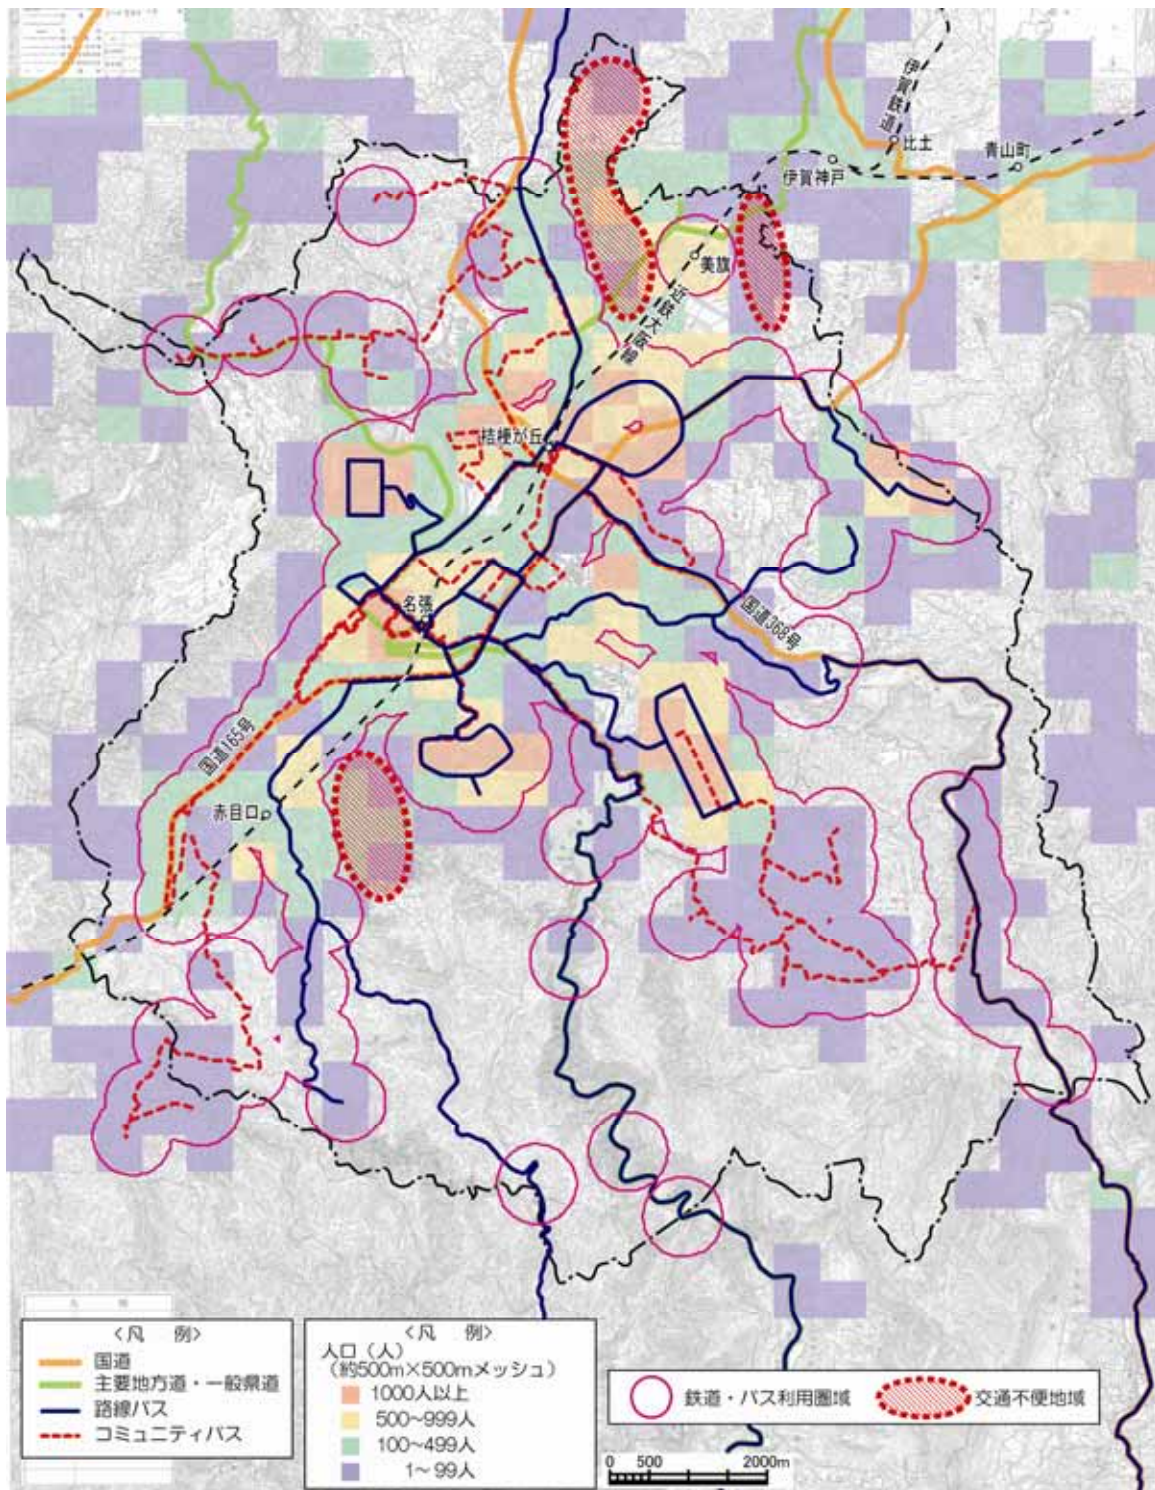 伊賀鉄道
比土
青山町
伊賀神戸
美旗
近鉄大阪線
桔梗が丘
名張
国道368号
国道165号
赤目口
<凡 例>
国道
主要地方道・一般県道
路線バス
コミュニティバス
<凡 例>
人口(人)
(約500m×500mメッシュ)
1000人以上
500~999人
100~499人
1~99人
鉄道・バス利用圏域
交通不便地域
0 500 2000m